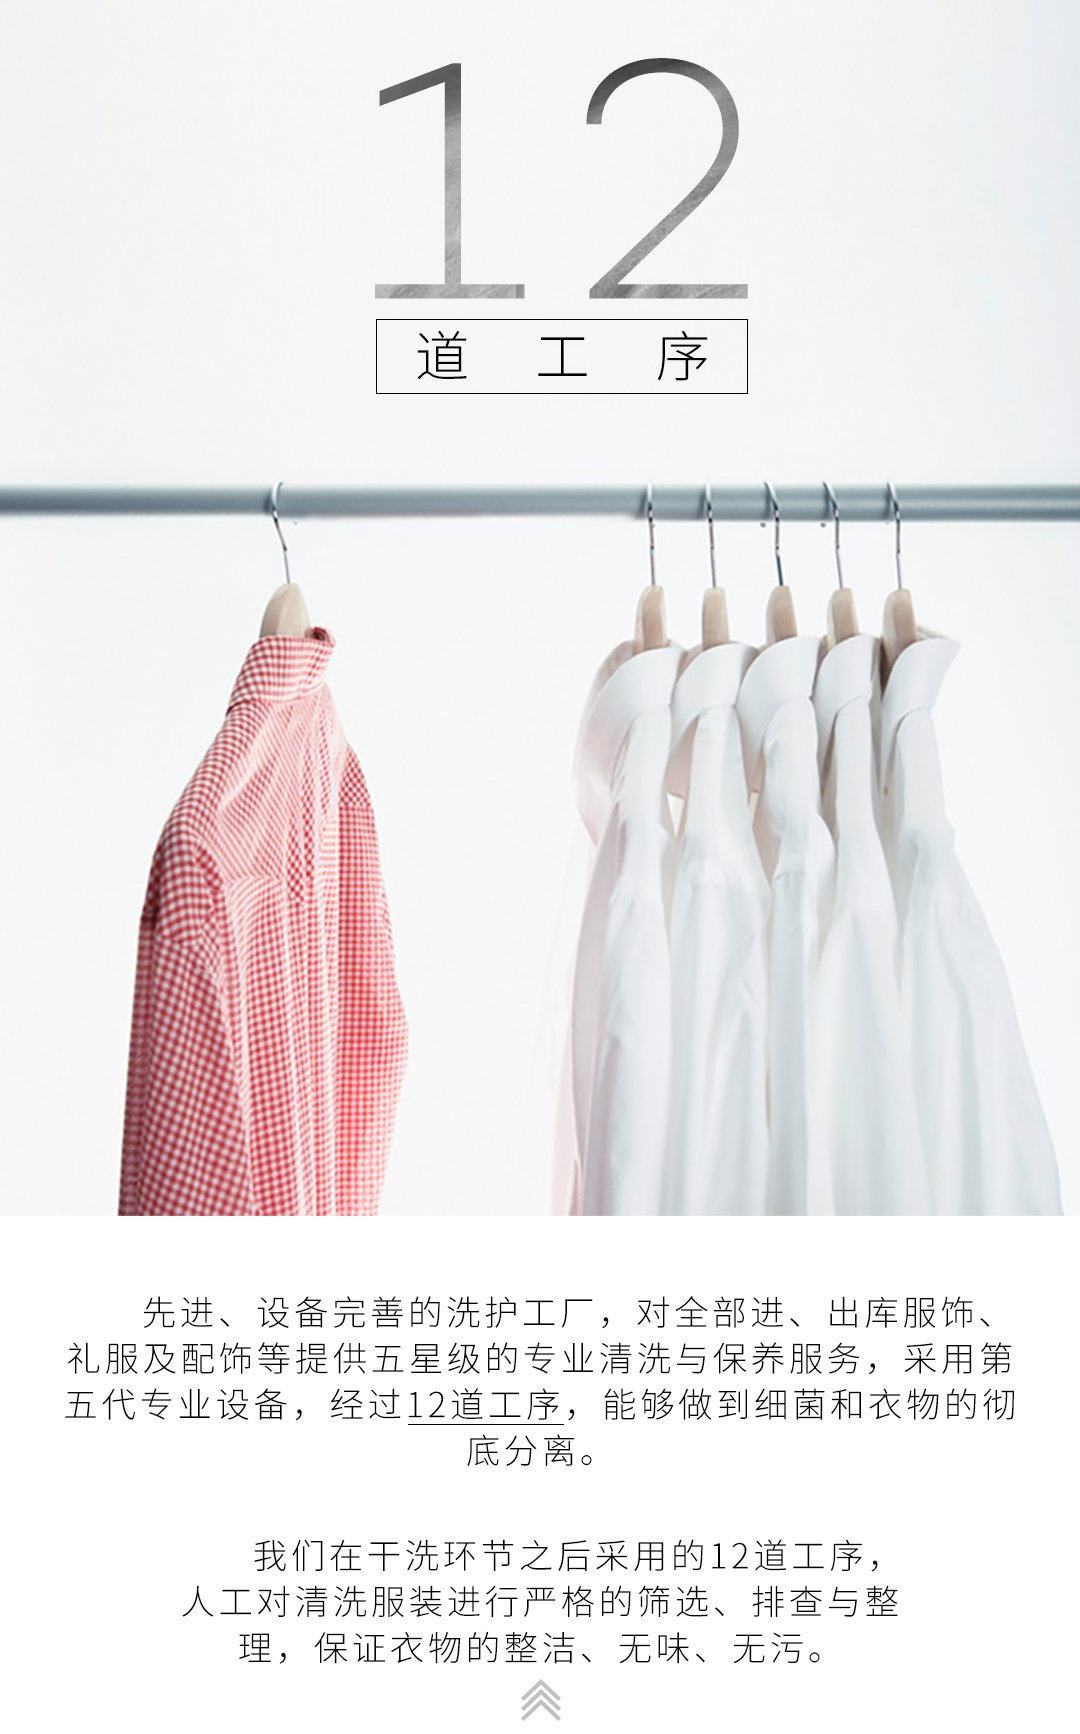 12
道工序
先进、设备完善的洗护工厂，对全部进、出库服饰、
礼服及配饰等提供五星级的专业清洗与保养服务，采用第
五代专业设备，经过12道工序，能够做到细菌和衣物的彻
底分离。
我们在干洗环节之后采用的12道工序，
人工对清洗服装进行严格的筛选、排查与整
理，保证衣物的整洁、无味、无污。